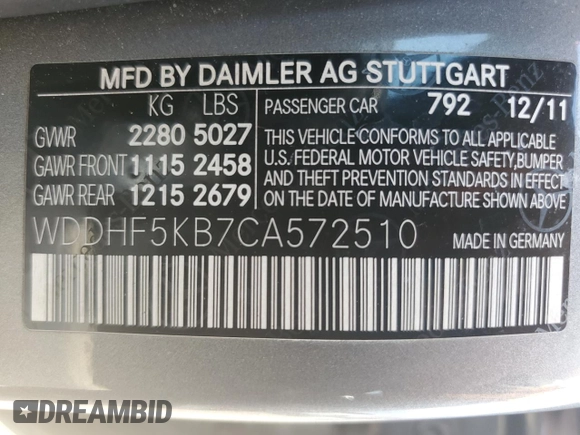 MFD BY DAIMLER AG STUTTGART
KG LBS PASSENGER CAR 792 12/11
GVWR 2280 5027
GAWR FRONT 1115 2458
GAWR REAR 1215 2679
THIS VEHICLE CONFORMS TO ALL APPLICABLE
U.S. FEDERAL MOTOR VEHICLE SAFETY, BUMPER
AND THEFT PREVENTION STANDARDS IN EFFECT
ON THE DATE OF MANUFACTURE SHOWN ABOVE.
WDDHF5KB7CA572510 MADE IN GERMANY
DREAMBID